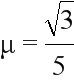 μ = √3/5